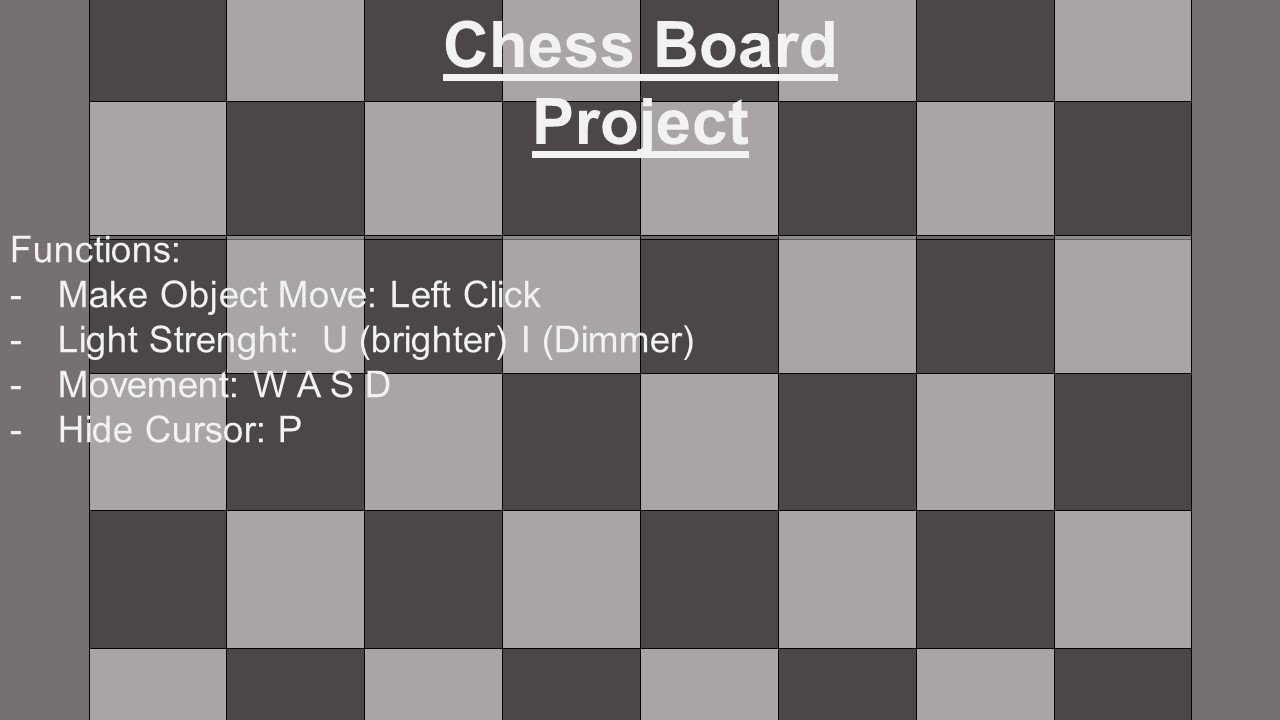 Chess Board
Project
Functions:
- Make Object Move: Left Click
- Light Strenght:  U (brighter) I (Dimmer)
- Movement: W A S D
- Hide Cursor: P